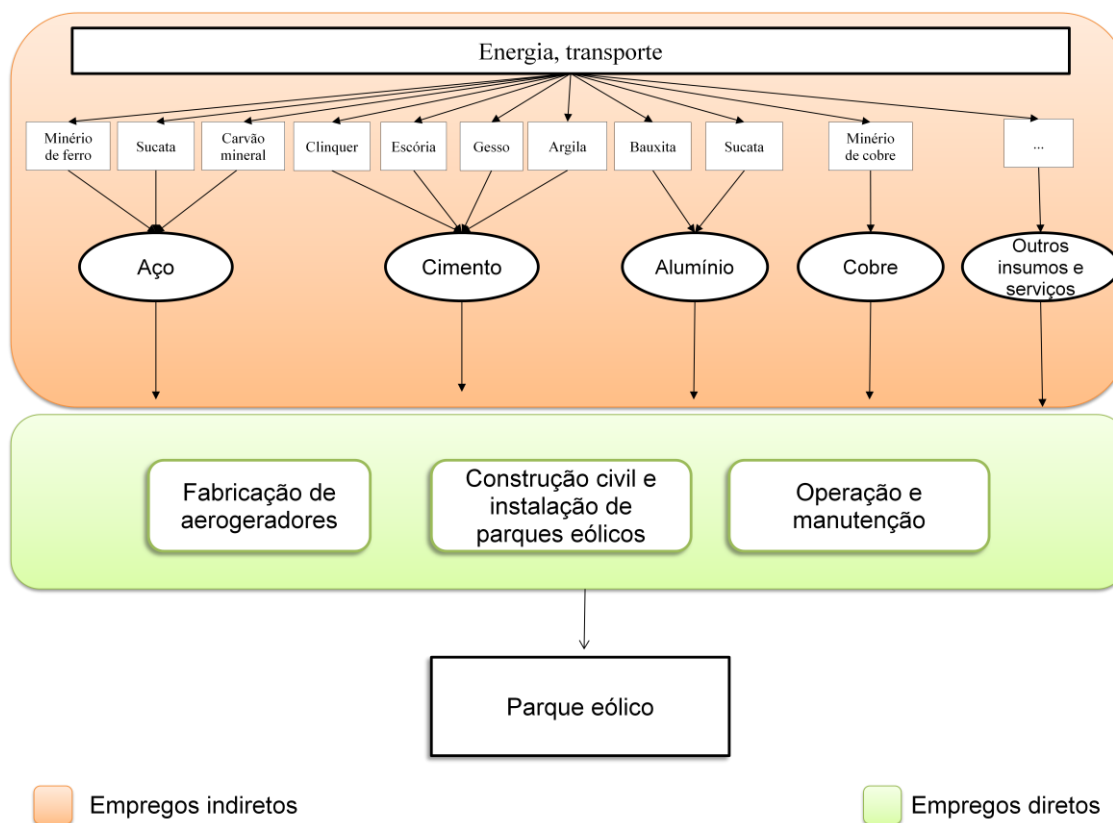 Energia, transporte
Minério
de ferro
Sucata
Carvão
mineral
Clinquer
Escória
Gesso
Argila
Bauxita
Sucata
Minério
de cobre
...
Aço
Cimento
Alumínio
Cobre
Outros
insumos e
serviços
Fabricação de
aerogeradores
Construção civil e
instalação de
parques eólicos
Operação e
manutenção
Parque eólico
Empregos indiretos
Empregos diretos